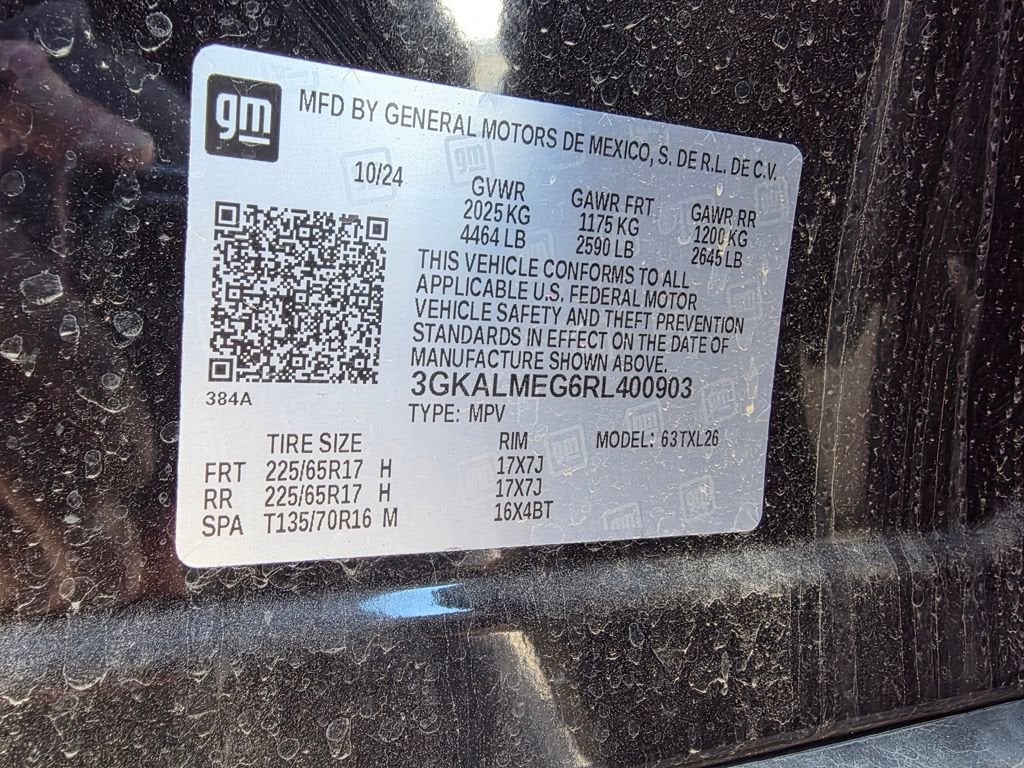 gm
MFD BY GENERAL MOTORS DE MEXICO, S. DE R.L. DE C.V.
10/24
GVWR GAWR FRT GAWR RR
2025 KG 1175 KG 1200 KG
4464 LB 2590 LB 2645 LB
THIS VEHICLE CONFORMS TO ALL
APPLICABLE U.S. FEDERAL MOTOR
VEHICLE SAFETY AND THEFT PREVENTION
STANDARDS IN EFFECT ON THE DATE OF
MANUFACTURE SHOWN ABOVE.
3GKALMEG6RL400903
384A
TYPE: MPV
TIRE SIZE RIM MODEL: 63TXL26
FRT 225/65R17 H 17X7J
RR 225/65R17 H 17X7J
SPA T135/70R16 M 16X4BT